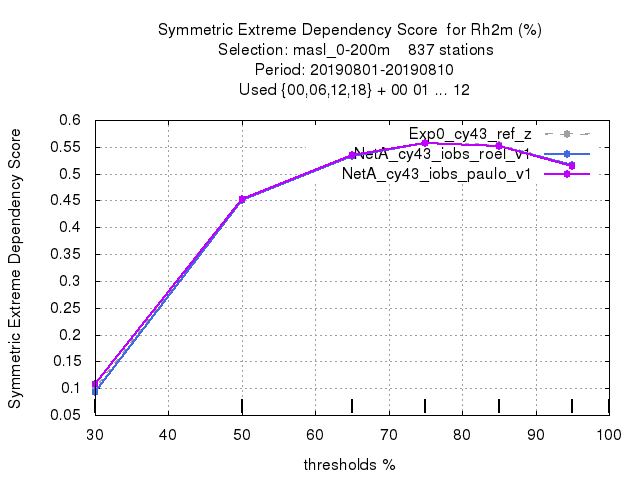 Symmetric Extreme Dependency Score for Rh2m (%)
Selection: masl_0-200m 837 stations
Period: 20190801-20190810
Used {00,06,12,18} + 00 01 ... 12
Symmetric Extreme Dependency Score
0.6
0.55
0.5
0.45
0.4
0.35
0.3
0.25
0.2
0.15
0.1
0.05
Exp0_cy43_ref_z
NetA_cy43_iobs_roel_v1
NetA_cy43_iobs_paulo_v1
30 40 50 60 70 80 90 100
thresholds %